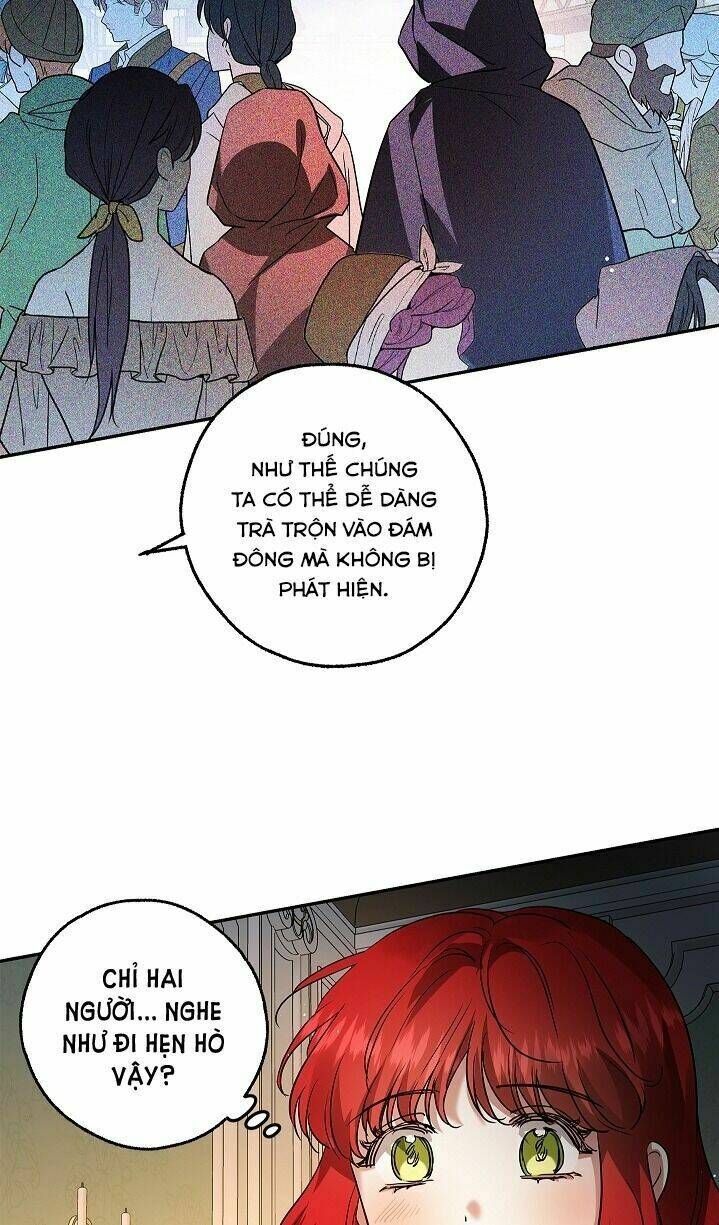 ĐÚNG,
NHƯ THẾ CHÚNG
TA CÓ THỂ DỄ DÀNG
TRÀ TRỘN VÀO ĐÁM
ĐÔNG MÀ KHÔNG BỊ
PHÁT HIỆN.
CHỈ HAI
NGƯỜI... NGHE
NHƯ ĐI HẸN HÒ
VẬY?